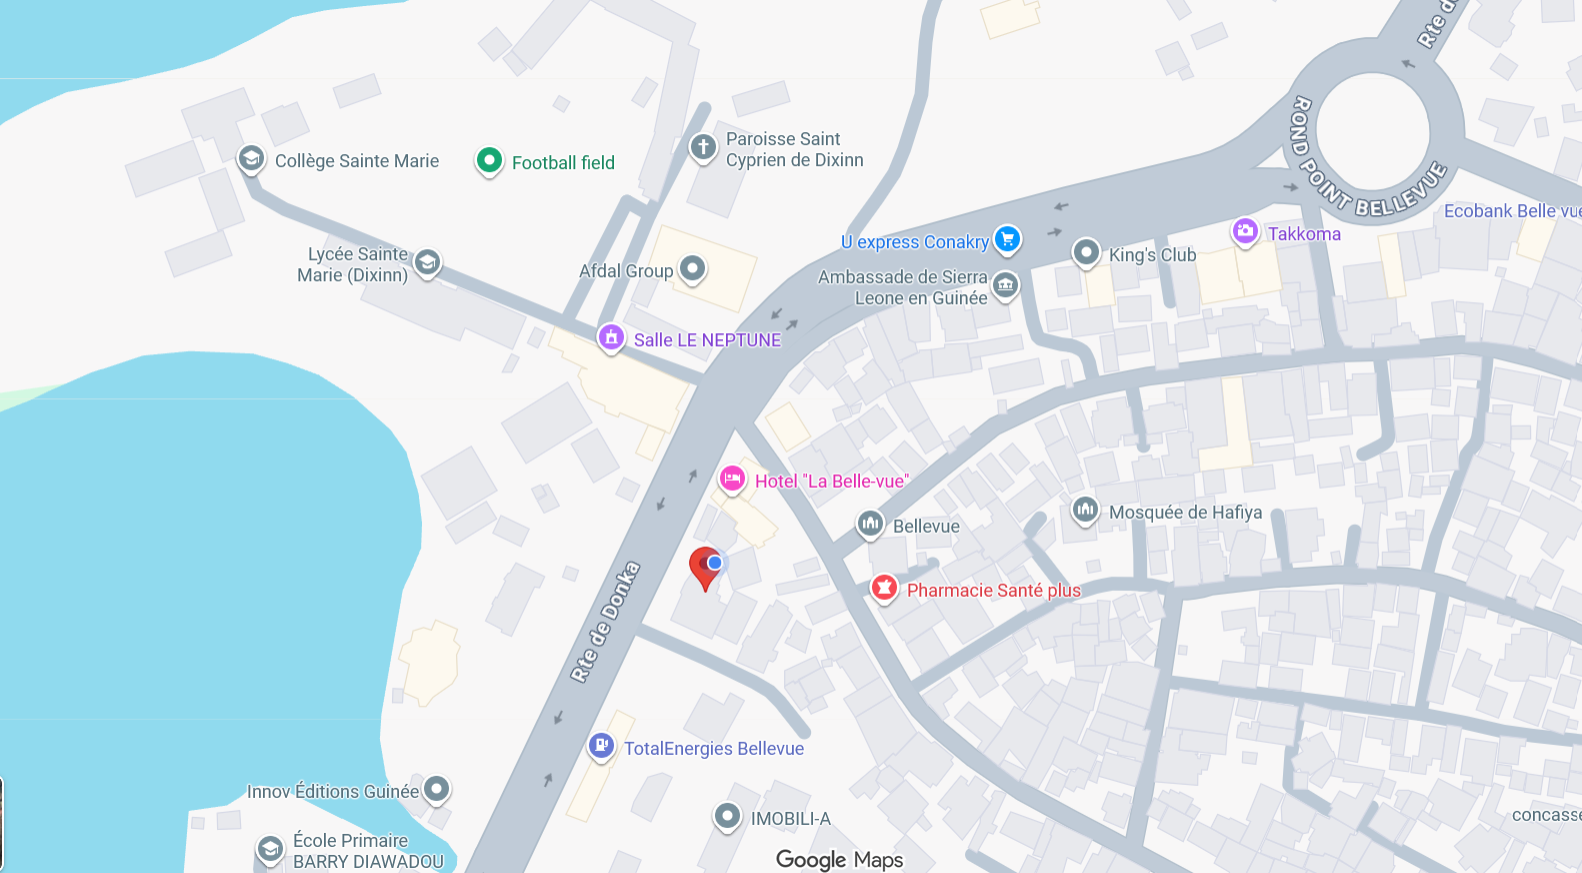 Rte de
ROND POINT BELLEVUE
Paroisse Saint
Cyprien de Dixinn
Collège Sainte Marie
Football field
Ecobank Belle vue
Takkoma
U express Conakry
King's Club
Lycée Sainte
Marie (Dixinn)
Afdal Group
Ambassade de Sierra
Leone en Guinée
Salle LE NEPTUNE
Hotel "La Belle-vue"
Bellevue
Mosquée de Hafiya
Pharmacie Santé plus
Rte de Donka
TotalEnergies Bellevue
Innov Éditions Guinée
IMOBILI-A
concasse
École Primaire
BARRY DIAWADOU
Google Maps